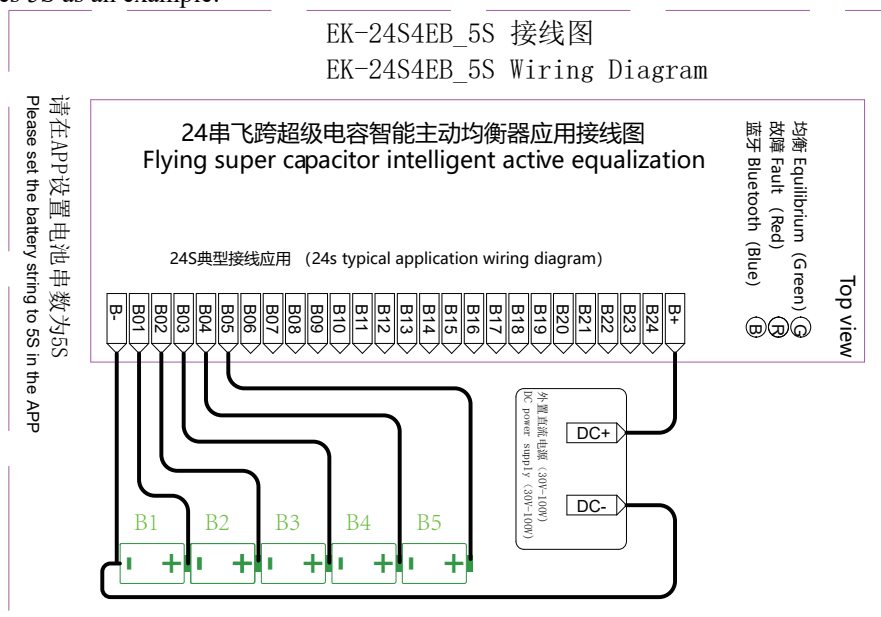 es 5S as an example.
EK-24S4EB_5S 接线图
EK-24S4EB_5S Wiring Diagram
请在APP设置电池串数为5S
Please set the battery string to 5S in the APP
24串飞跨超级电容智能主动均衡器应用接线图
Flying super capacitor intelligent active equalization
均衡 Equilibrium (Green) G
故障 Fault (Red) R
蓝牙 Bluetooth (Blue) B
Top view
24S典型接线应用 (24s typical application wiring diagram)
B- B01 B02 B03 B04 B05 B06 B07 B08 B09 B10 B11 B12 B13 B14 B15 B16 B17 B18 B19 B20 B21 B22 B23 B24 B+
外置直流电源 (30V-100V)
DC power supply (30V-100V)
DC+
DC-
B1 B2 B3 B4 B5
- + - + - + - + - +